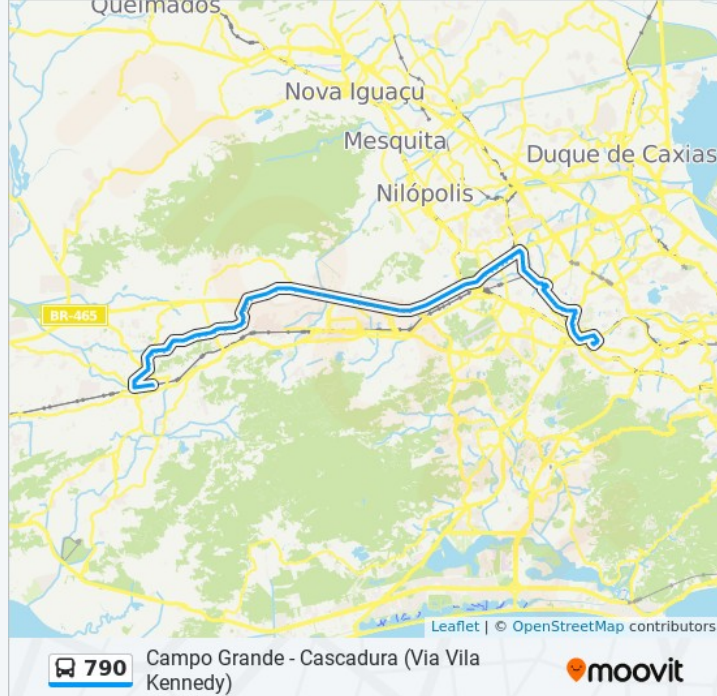 Queimados
Nova Iguaçu
Mesquita
Duque de Caxias
Nilópolis
BR-465
Leaflet | © OpenStreetMap contributors
790
Campo Grande - Cascadura (Via Vila
Kennedy)
moovit